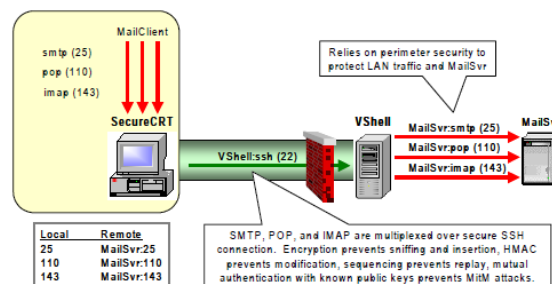 MailClient
smtp (25)
pop (110)
imap (143)
SecureCRT
VShell:ssh (22)
Relies on perimeter security to
protect LAN traffic and MailSvr
VShell
MailSv
MailSvr:smtp (25)
MailSvr:pop (110)
MailSvr:imap (143)
Local Remote
25 MailSvr:25
110 MailSvr:110
143 MailSvr:143
SMTP, POP, and IMAP are multiplexed over secure SSH
connection. Encryption prevents sniffing and insertion, HMAC
prevents modification, sequencing prevents replay, mutual
authentication with known public keys prevents MitM attacks.